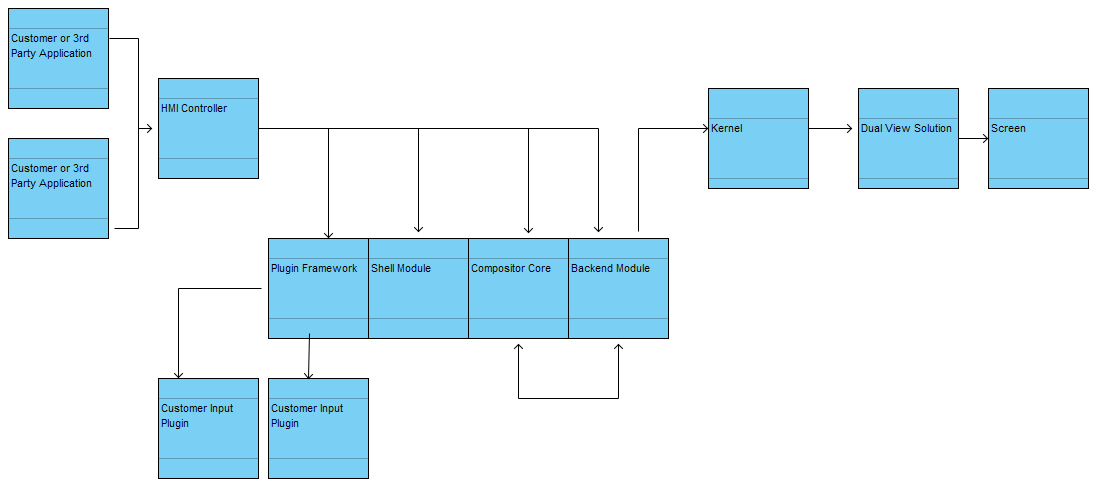 Customer or 3rd
Party Application
HMI Controller
Customer or 3rd
Party Application
Kernel
Dual View Solution
Screen
Plugin Framework
Shell Module
Compositor Core
Backend Module
Customer Input
Plugin
Customer Input
Plugin